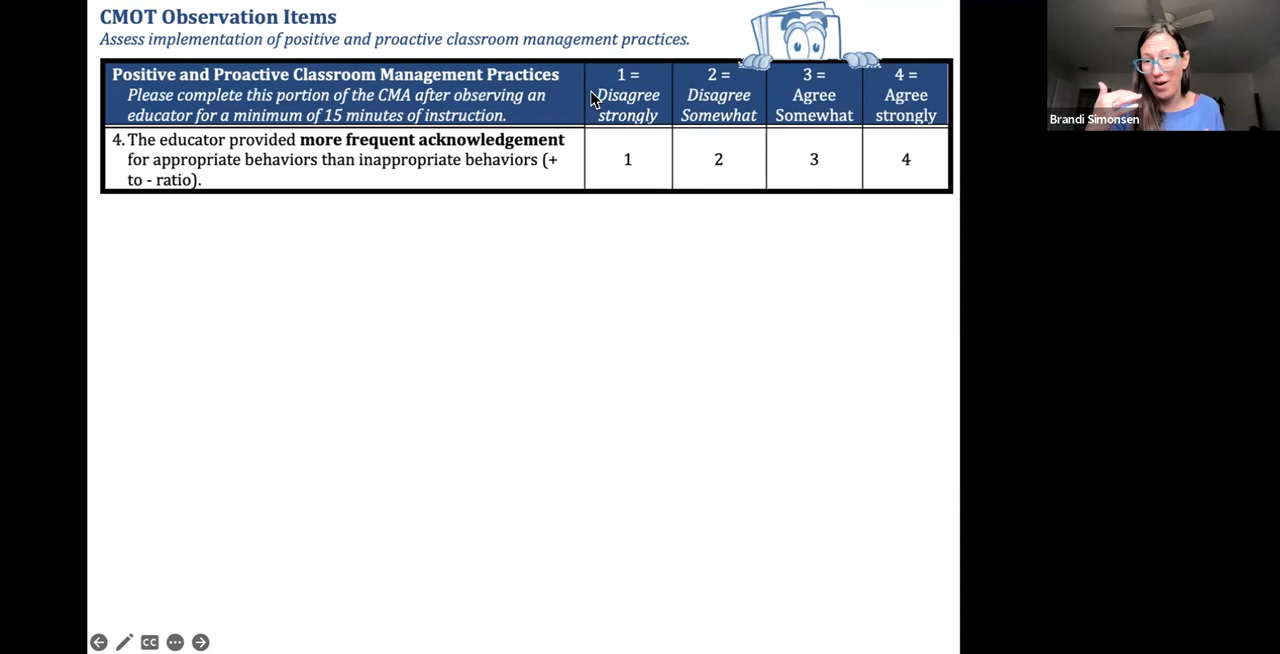 CMOT Observation Items
Assess implementation of positive and proactive classroom management practices.
Positive and Proactive Classroom Management Practices
Please complete this portion of the CMA after observing an
educator for a minimum of 15 minutes of instruction.
1 =
Disagree
strongly
2 =
Disagree
Somewhat
3 =
Agree
Somewhat
4 =
Agree
strongly
4. The educator provided more frequent acknowledgement
for appropriate behaviors than inappropriate behaviors (+
to - ratio).
1
2
3
4
Brandi Simonsen
CC